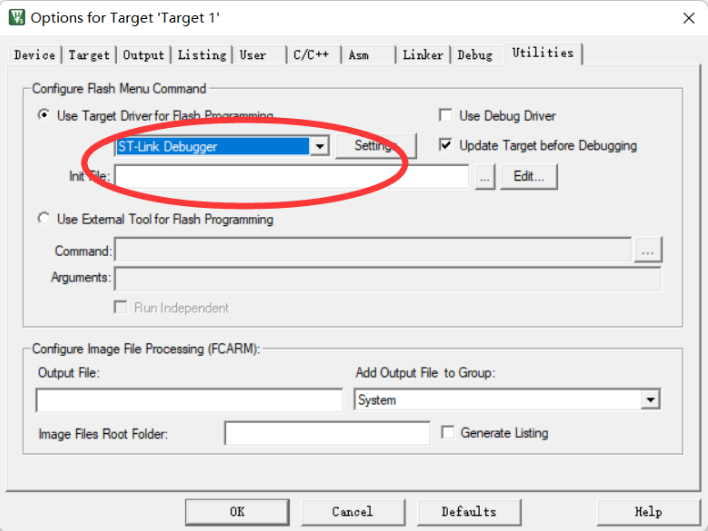 Options for Target 'Target 1'
Device Target Output Listing User C/C++ Asm Linker Debug Utilities
Configure Flash Menu Command
Use Target Driver for Flash Programming
Use Debug Driver
ST-Link Debugger
Settings
Update Target before Debugging
Init File:
...
Edit...
Use External Tool for Flash Programming
Command:
...
Arguments:
Run Independent
Configure Image File Processing (FCARM):
Output File:
Add Output File to Group:
System
Image Files Root Folder:
Generate Listing
OK Cancel Defaults Help